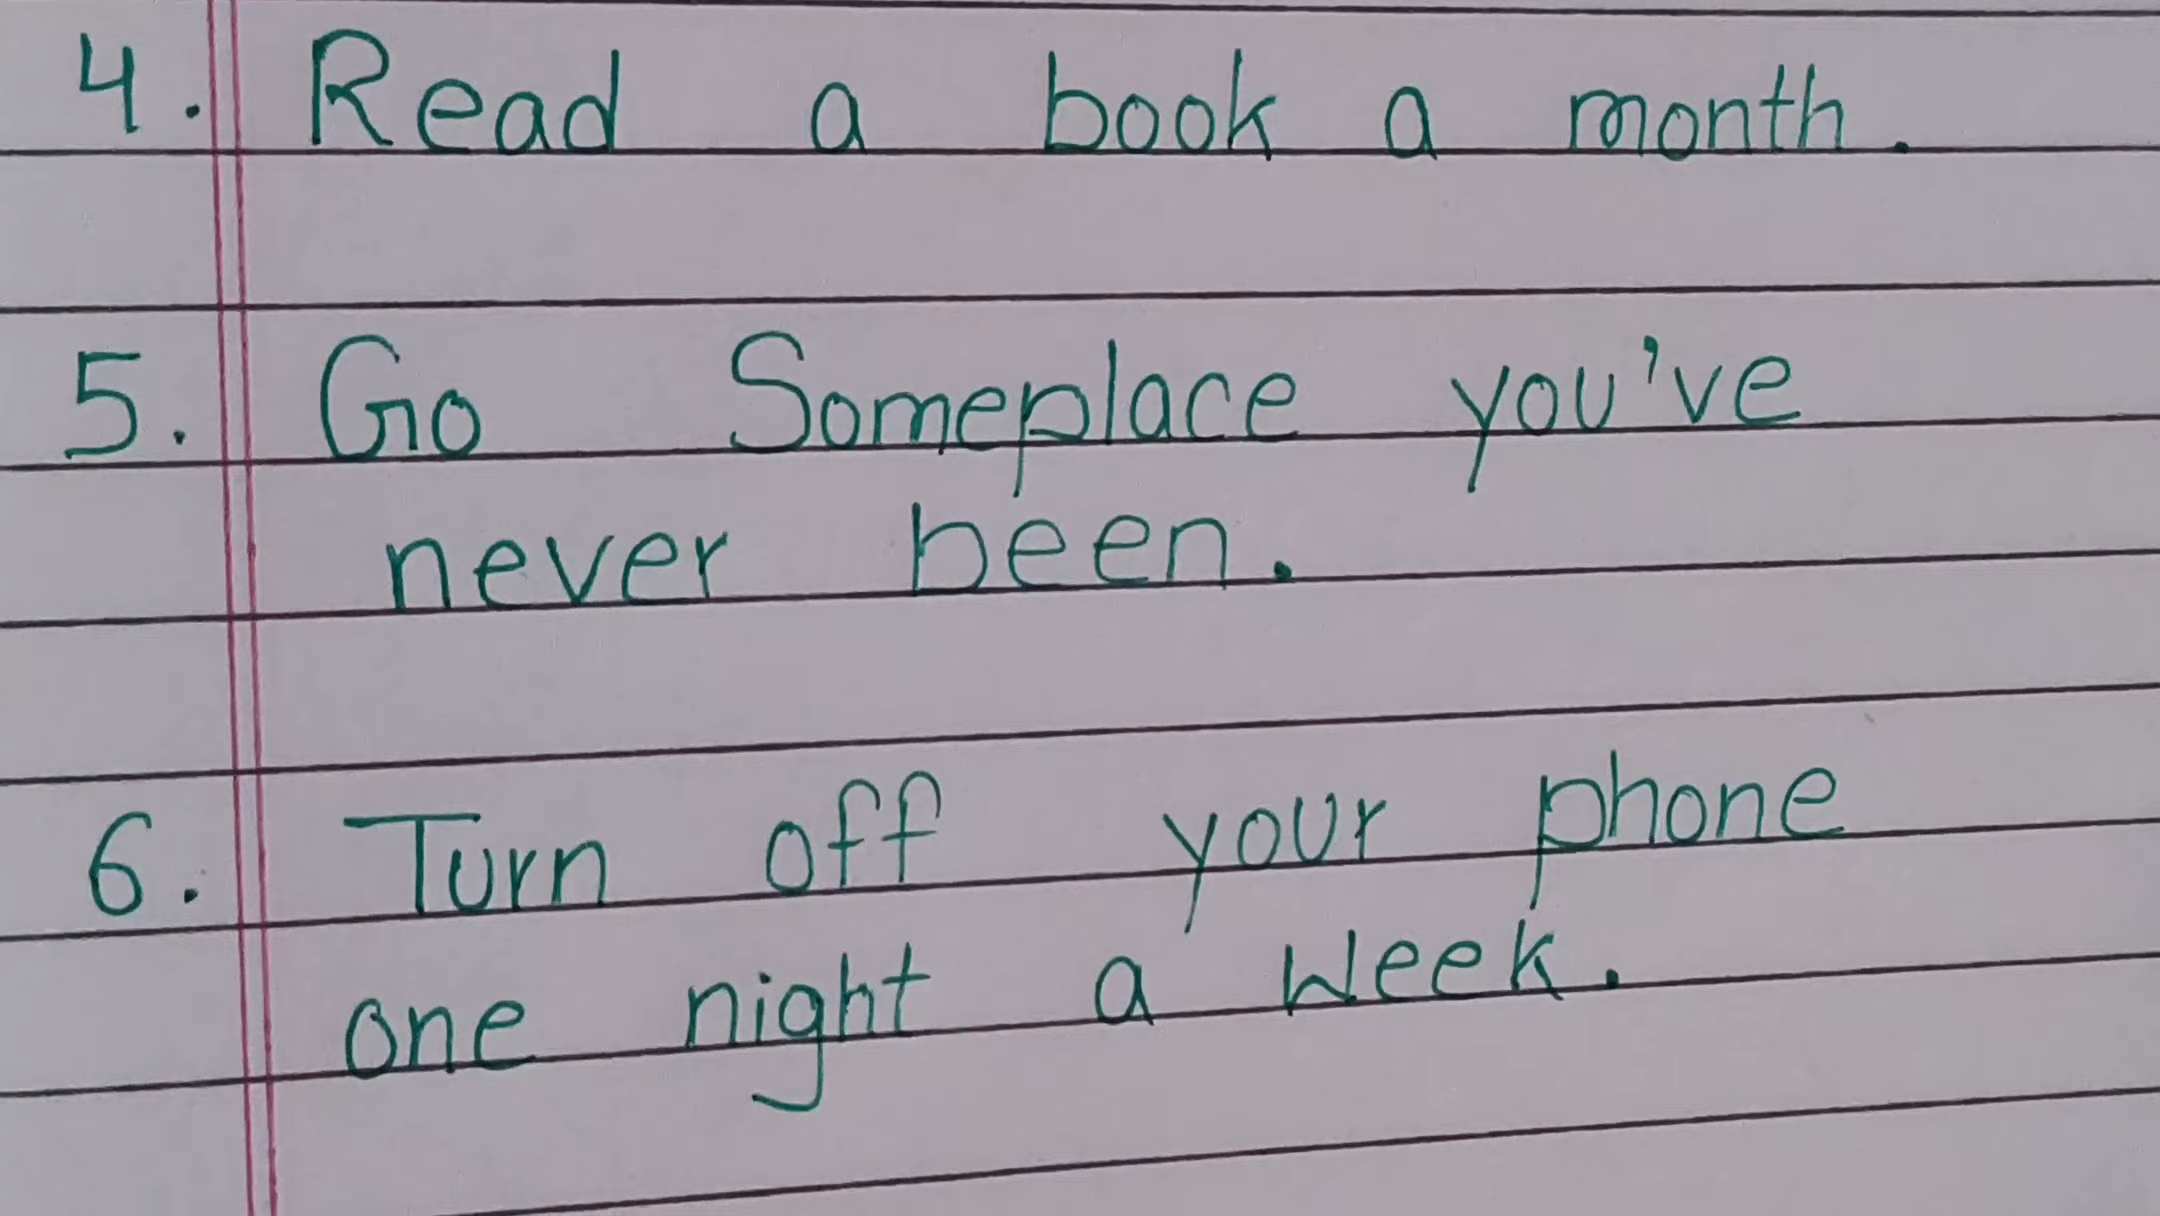 4. Read a book a month.
5. Go Someplace you've
never been.
6. Turn off your phone
one night a week.